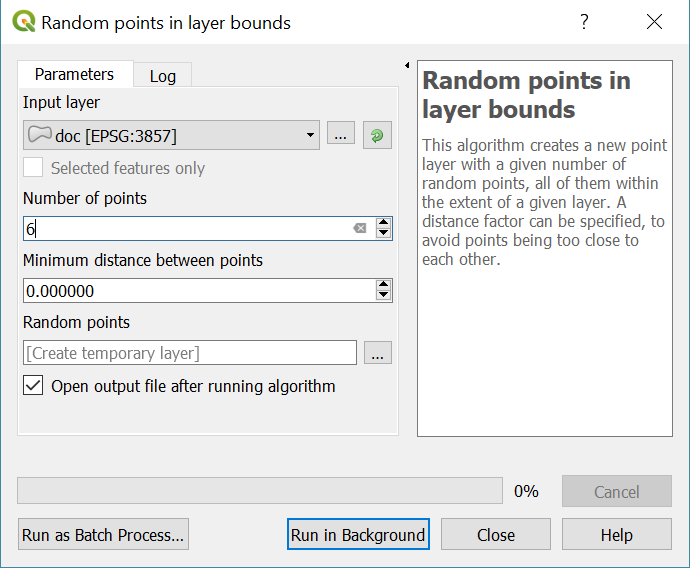 Random points in layer bounds
?
Parameters
Log
Input layer
doc [EPSG:3857]
...
Selected features only
Number of points
6
Minimum distance between points
0.000000
Random points
[Create temporary layer]
...
Open output file after running algorithm
Random points in
layer bounds
This algorithm creates a new point
layer with a given number of
random points, all of them within
the extent of a given layer. A
distance factor can be specified, to
avoid points being too close to
each other.
0%
Cancel
Run as Batch Process...
Run in Background
Close
Help